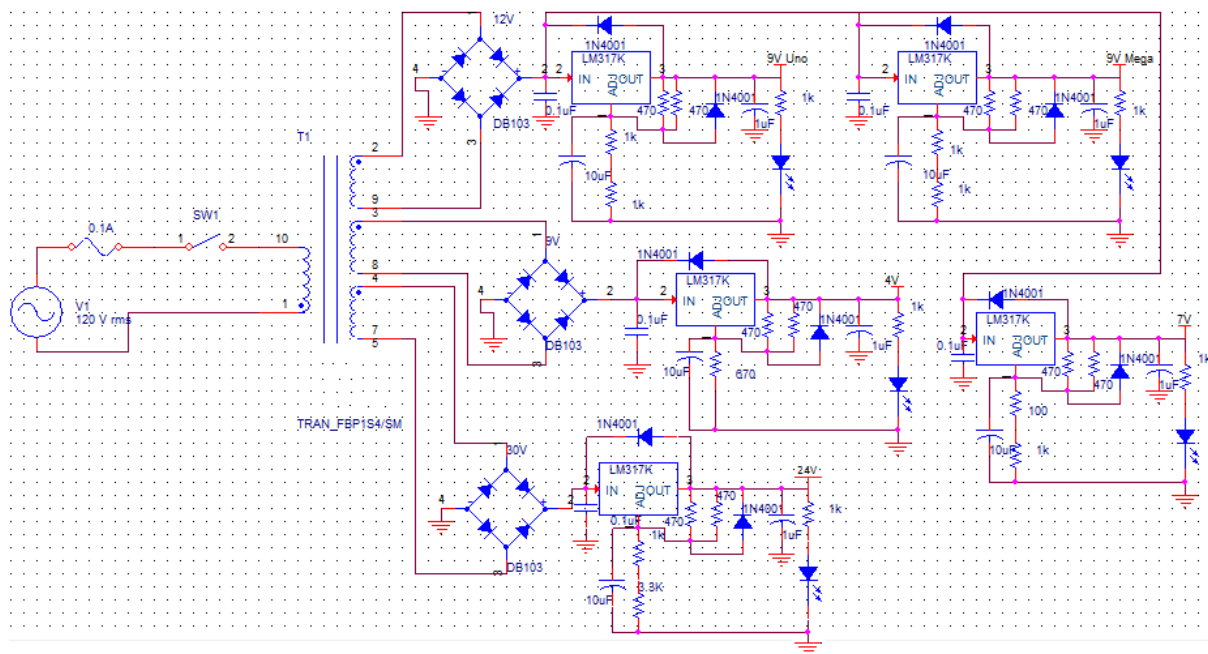 12V
4
2
2
3
1
DB103
3
1N4001
LM317K
IN
OUT
ADJ
0.1uF
470
470
1N4001
1uF
9V_Uno
1k
1k
10uF
1k
1N4001
LM317K
2
IN
OUT
ADJ
3
0.1uF
470
470
1N4001
1uF
9V_Mega
1k
1k
10uF
1k
T1
2
9
3
8
4
7
5
10
1
0.1A
SW1
1
2
V1
120 V rms
TRAN_FBP1S4/SM
9V
1
4
2
3
DB103
1N4001
LM317K
2
IN
OUT
ADJ
3
0.1uF
470
470
1N4001
1uF
4V
1k
10uF
670
1N4001
LM317K
2
IN
OUT
ADJ
3
0.1uF
470
470
1N4001
1uF
7V
1k
100
10uF
1k
30V
4
2
3
DB103
1N4001
LM317K
2
IN
OUT
ADJ
3
0.1uF
470
470
1N4001
1uF
24V
1k
1k
10uF
3.3K